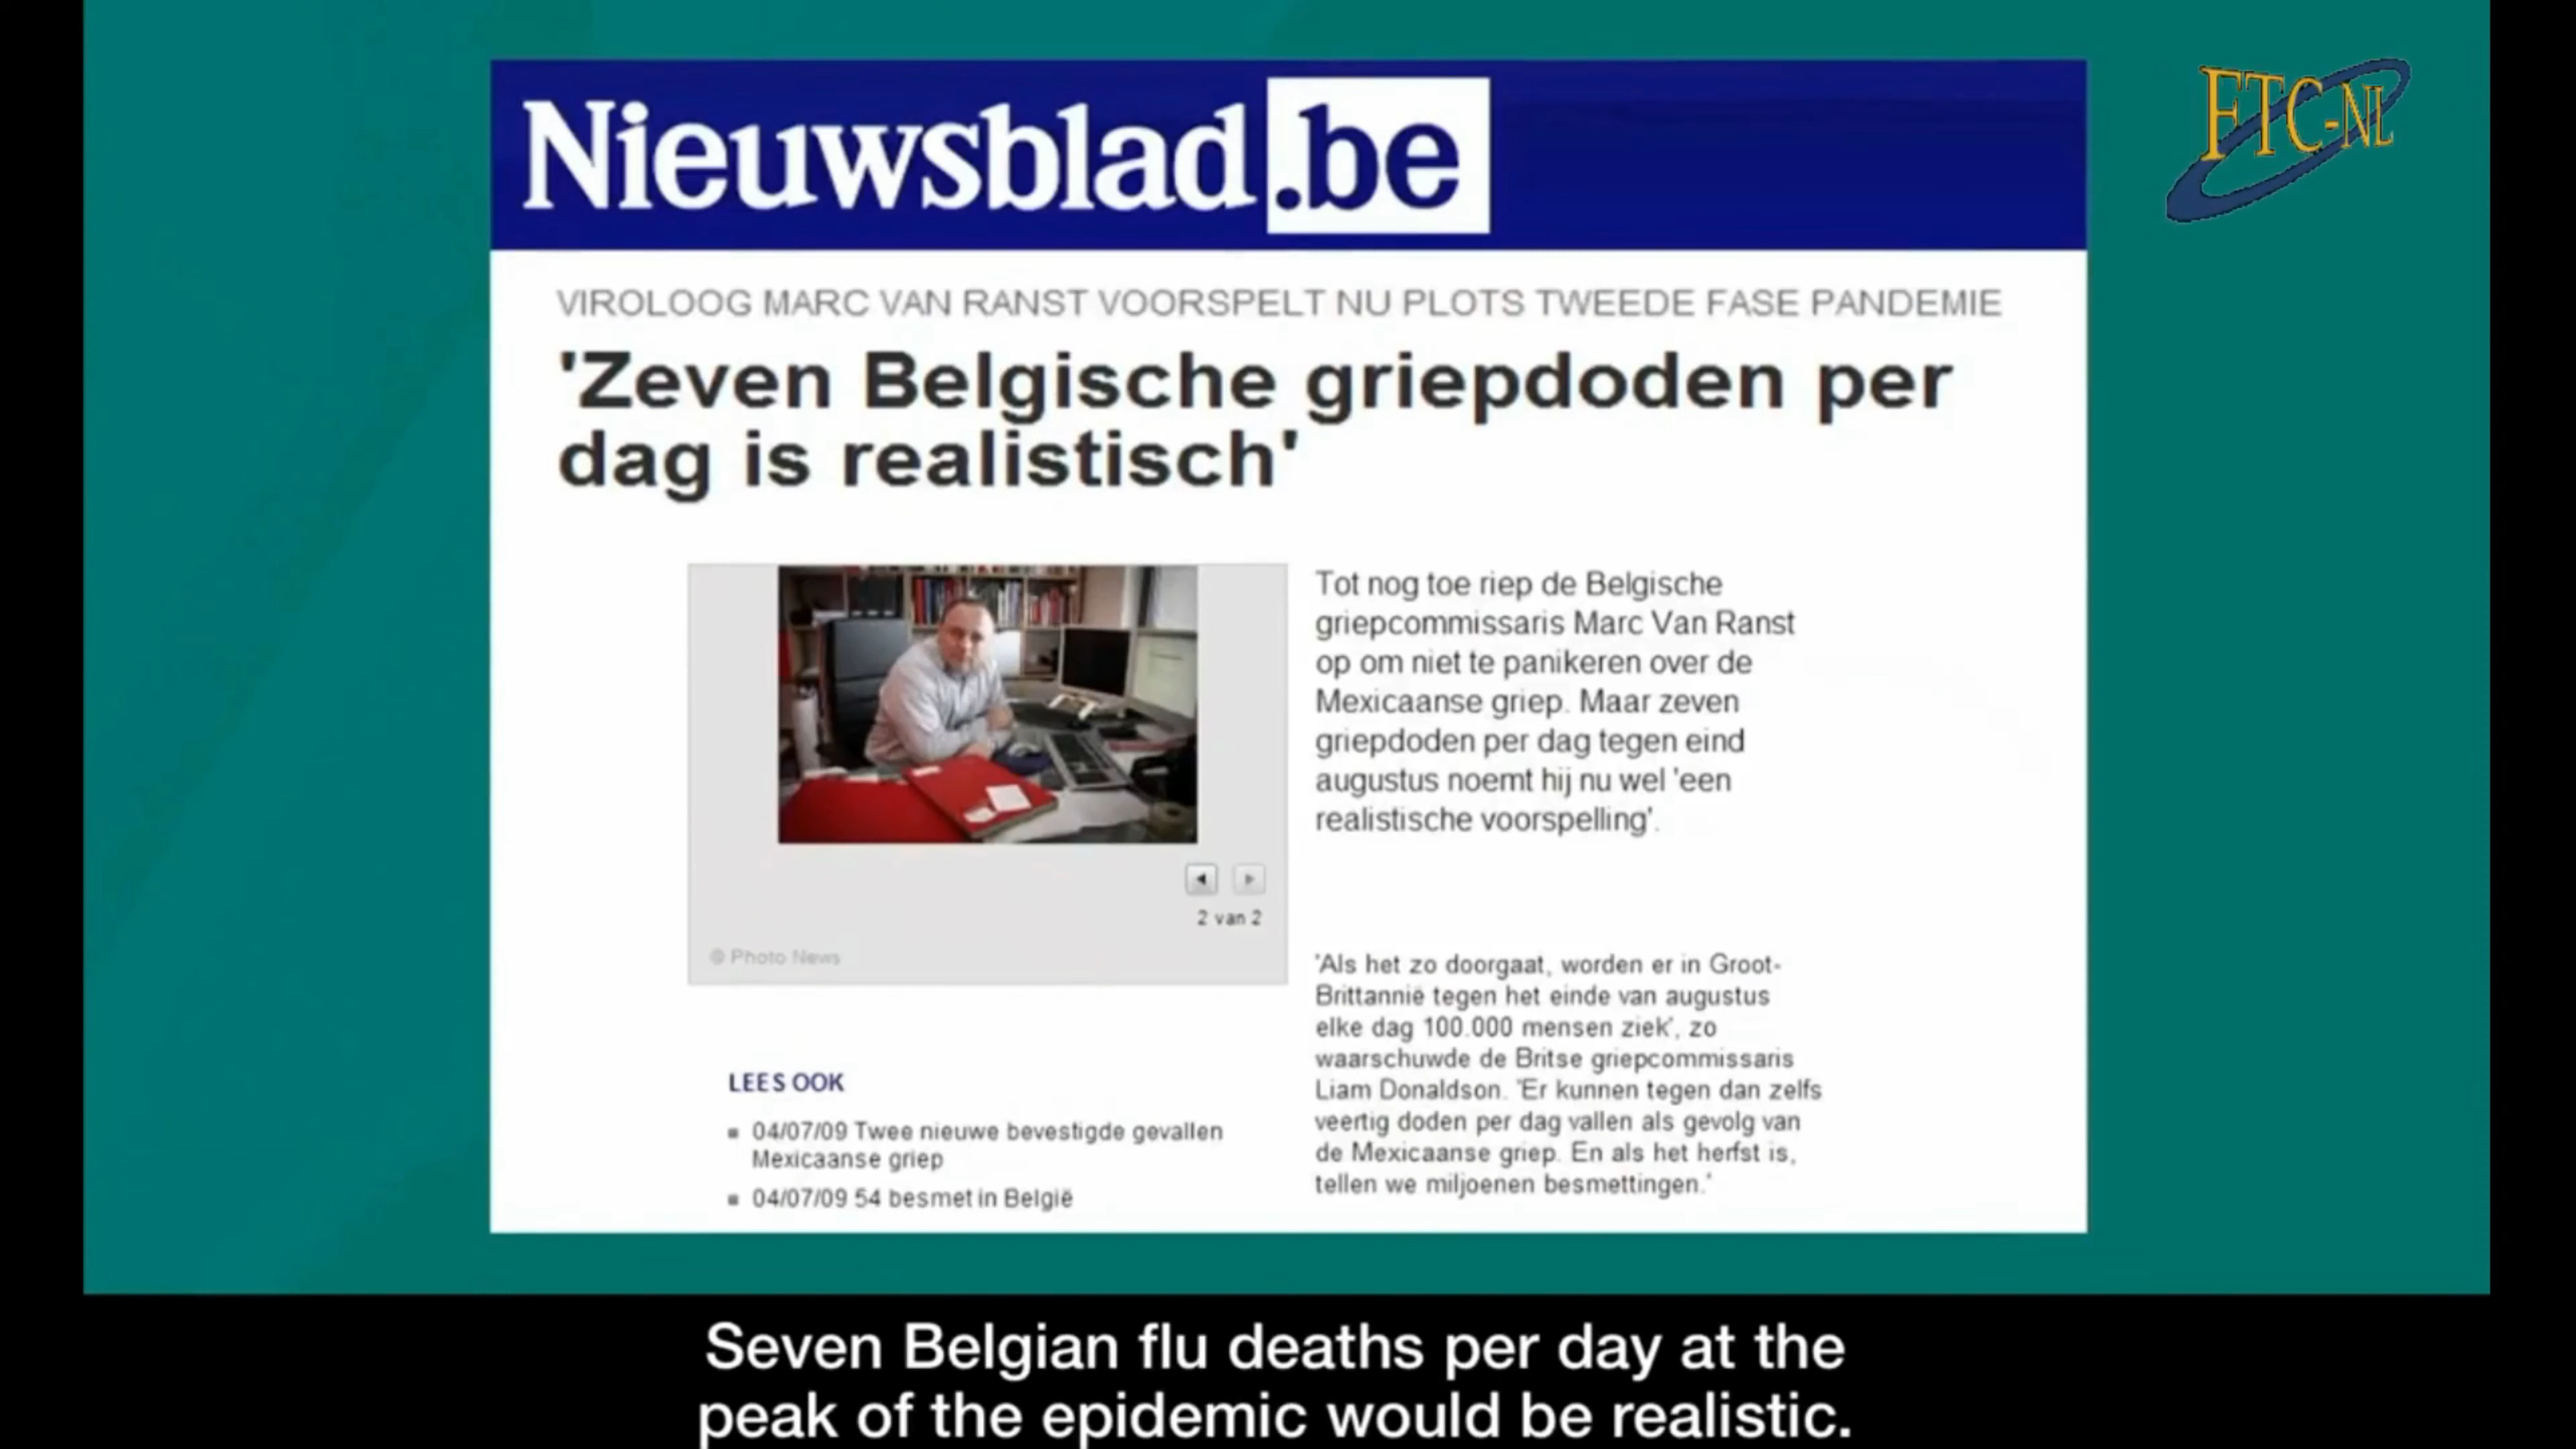 Nieuwsblad.be
FTC-NL
VIROLOOG MARC VAN RANST VOORSPELT NU PLOTS TWEEDE FASE PANDEMIE
'Zeven Belgische griepdoden per
dag is realistisch'
Tot nog toe riep de Belgische
griepcommissaris Marc Van Ranst
op om niet te panikeren over de
Mexicaanse griep. Maar zeven
griepdoden per dag tegen eind
augustus noemt hij nu wel 'een
realistische voorspelling'.
2 van 2
© Photo News
'Als het zo doorgaat, worden er in Groot-
Brittannië tegen het einde van augustus
elke dag 100.000 mensen ziek', zo
waarschuwde de Britse griepcommissaris
Liam Donaldson. 'Er kunnen tegen dan zelfs
veertig doden per dag vallen als gevolg van
de Mexicaanse griep. En als het herfst is,
tellen we miljoenen besmettingen.'
LEES OOK
04/07/09 Twee nieuwe bevestigde gevallen
Mexicaanse griep
04/07/09 54 besmet in België
Seven Belgian flu deaths per day at the
peak of the epidemic would be realistic.